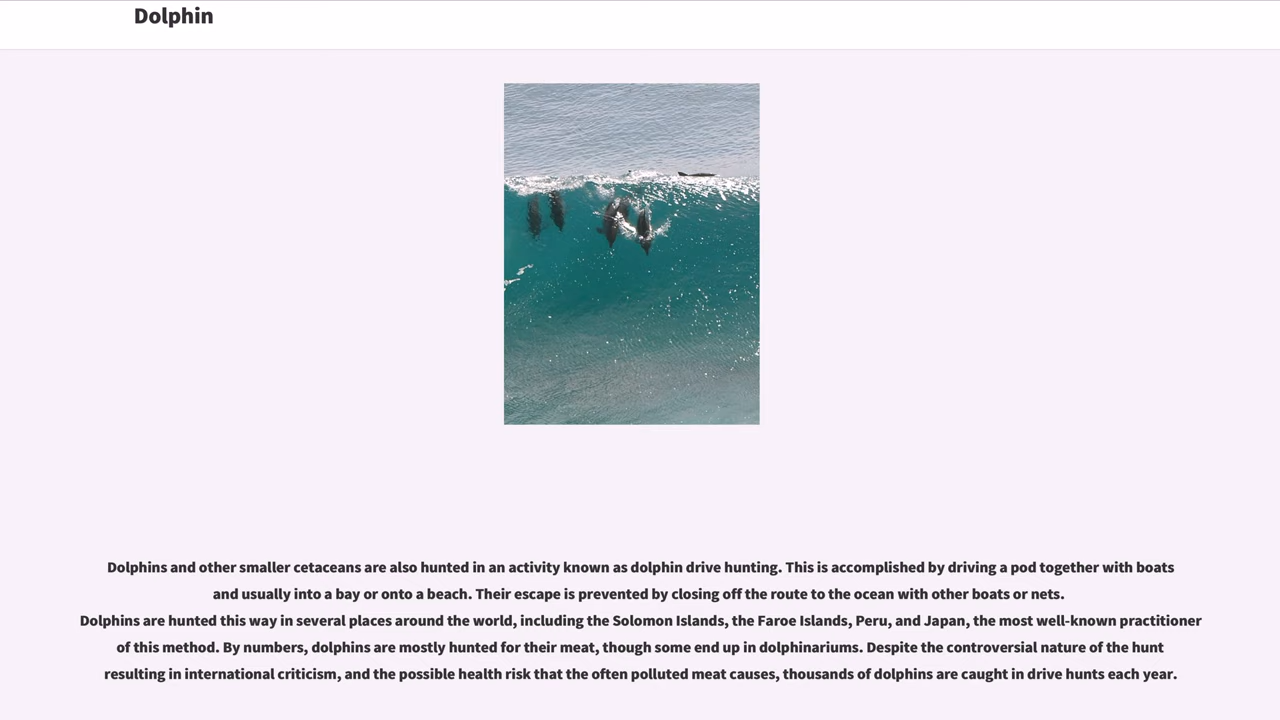 Dolphin
Dolphins and other smaller cetaceans are also hunted in an activity known as dolphin drive hunting. This is accomplished by driving a pod together with boats
and usually into a bay or onto a beach. Their escape is prevented by closing off the route to the ocean with other boats or nets.
Dolphins are hunted this way in several places around the world, including the Solomon Islands, the Faroe Islands, Peru, and Japan, the most well-known practitioner
of this method. By numbers, dolphins are mostly hunted for their meat, though some end up in dolphinariums. Despite the controversial nature of the hunt
resulting in international criticism, and the possible health risk that the often polluted meat causes, thousands of dolphins are caught in drive hunts each year.